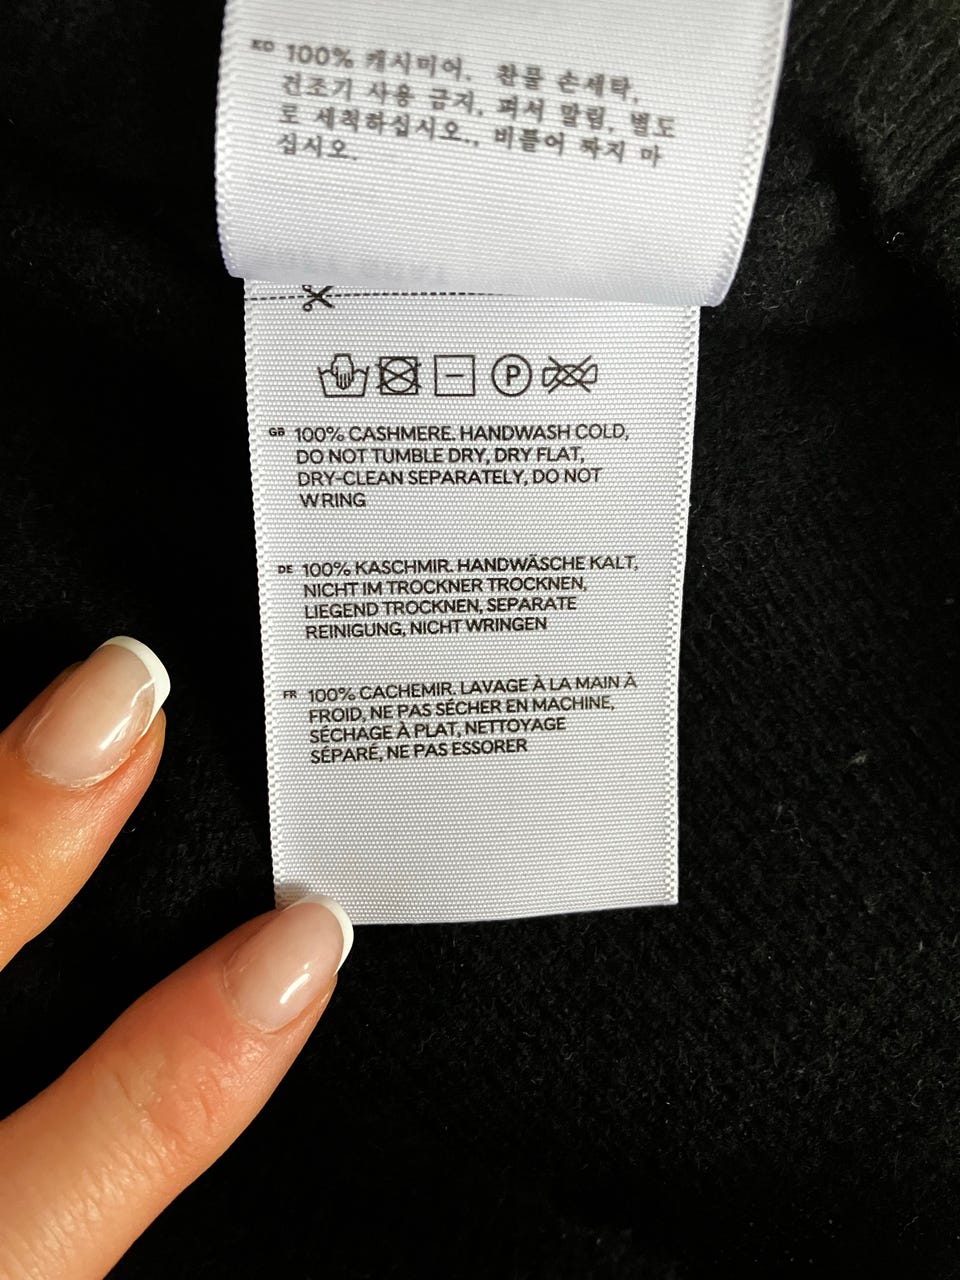 KO 100% 캐시미어. 찬물 손세탁,
건조기 사용 금지, 펴서 말림, 별도
로 세척하십시오., 비틀어 짜지 마
십시오.
P
GB 100% CASHMERE. HANDWASH COLD,
DO NOT TUMBLE DRY, DRY FLAT,
DRY-CLEAN SEPARATELY, DO NOT
WRING
DE 100% KASCHMIR. HANDWÄSCHE KALT,
NICHT IM TROCKNER TROCKNEN,
LIEGEND TROCKNEN, SEPARATE
REINIGUNG, NICHT WRINGEN
FR 100% CACHEMIR. LAVAGE À LA MAIN À
FROID, NE PAS SÉCHER EN MACHINE,
SÉCHAGE À PLAT, NETTOYAGE
SÉPARÉ, NE PAS ESSORER